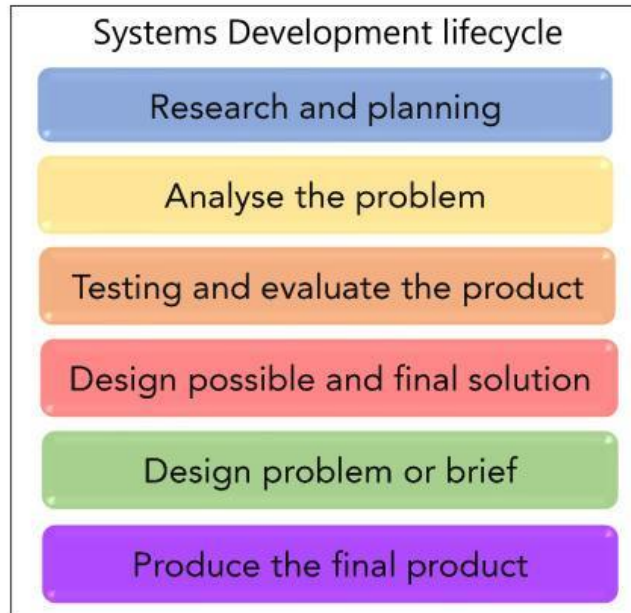 Systems Development lifecycle
Research and planning
Analyse the problem
Testing and evaluate the product
Design possible and final solution
Design problem or brief
Produce the final product